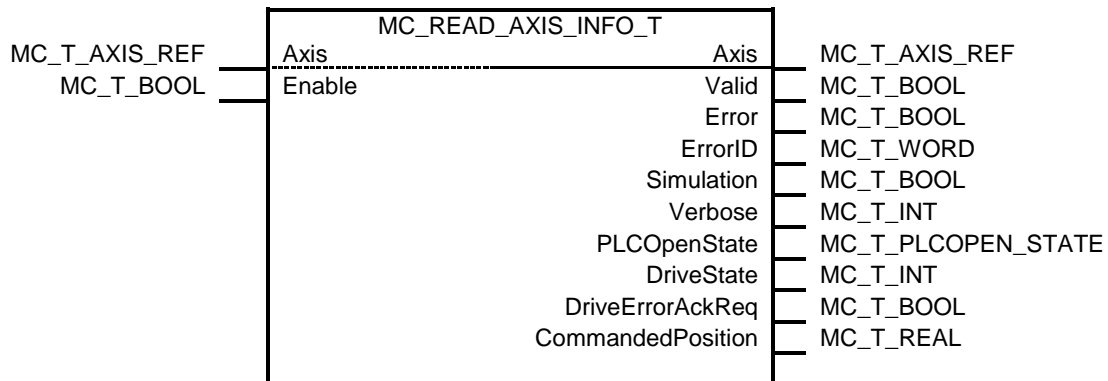 MC_READ_AXIS_INFO_T
MC_T_AXIS_REF Axis Axis MC_T_AXIS_REF
MC_T_BOOL Enable Valid MC_T_BOOL
Error MC_T_BOOL
ErrorID MC_T_WORD
Simulation MC_T_BOOL
Verbose MC_T_INT
PLCOpenState MC_T_PLCOPEN_STATE
DriveState MC_T_INT
DriveErrorAckReq MC_T_BOOL
CommandedPosition MC_T_REAL